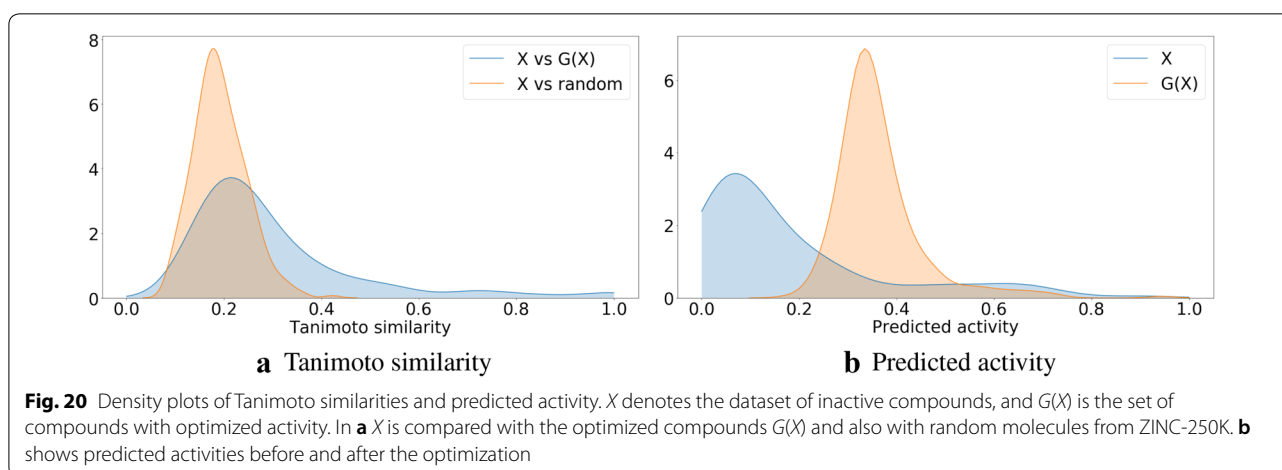 8
6
4
2
0
X vs G(X)
X vs random
0.0 0.2 0.4 0.6 0.8 1.0
Tanimoto similarity
a Tanimoto similarity
6
4
2
0
X
G(X)
0.0 0.2 0.4 0.6 0.8 1.0
Predicted activity
b Predicted activity
Fig. 20 Density plots of Tanimoto similarities and predicted activity. X denotes the dataset of inactive compounds, and G(X) is the set of
compounds with optimized activity. In a X is compared with the optimized compounds G(X) and also with random molecules from ZINC-250K. b
shows predicted activities before and after the optimization